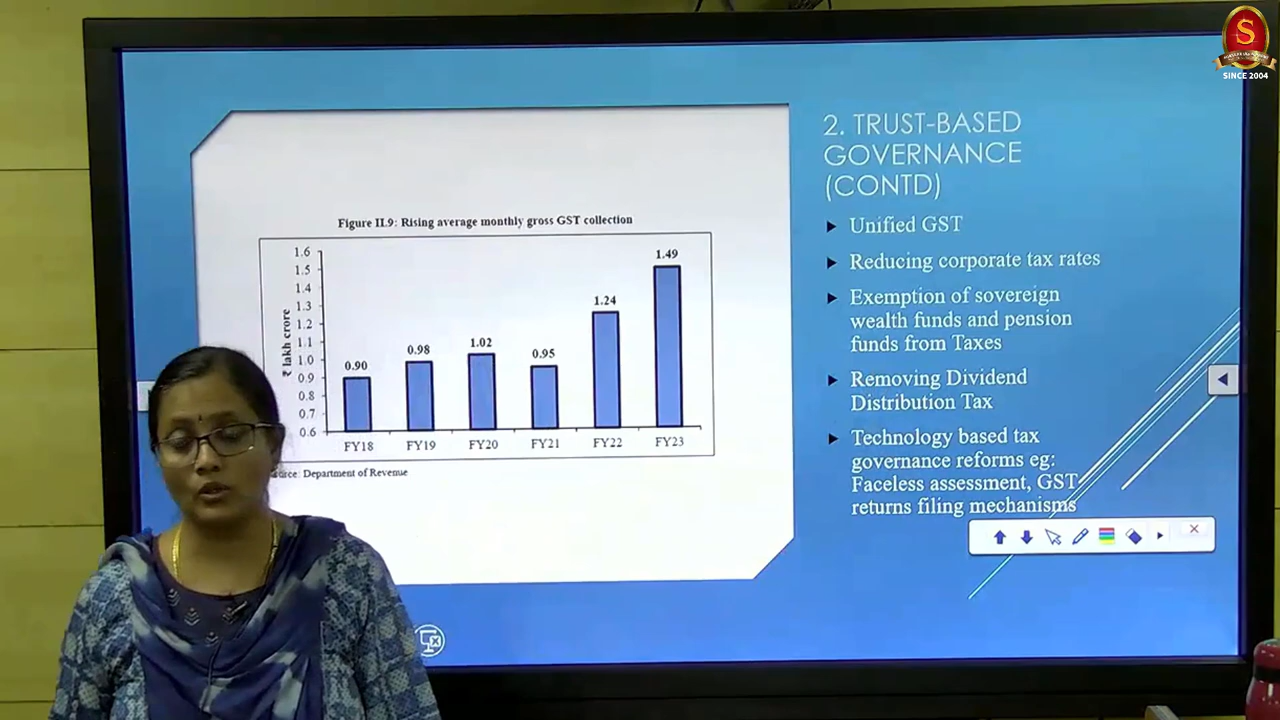 S
SINCE 2004
2. TRUST-BASED
GOVERNANCE
(CONTD)
Unified GST
Reducing corporate tax rates
Exemption of sovereign
wealth funds and pension
funds from Taxes
Removing Dividend
Distribution Tax
Technology based tax
governance reforms eg:
Faceless assessment, GST
returns filing mechanisms
Figure II.9: Rising average monthly gross GST collection
₹ lakh crore
1.6
1.5
1.4
1.3
1.2
1.1
1.0
0.9
0.8
0.7
0.6
0.90
0.98
1.02
0.95
1.24
1.49
FY18 FY19 FY20 FY21 FY22 FY23
Department of Revenue